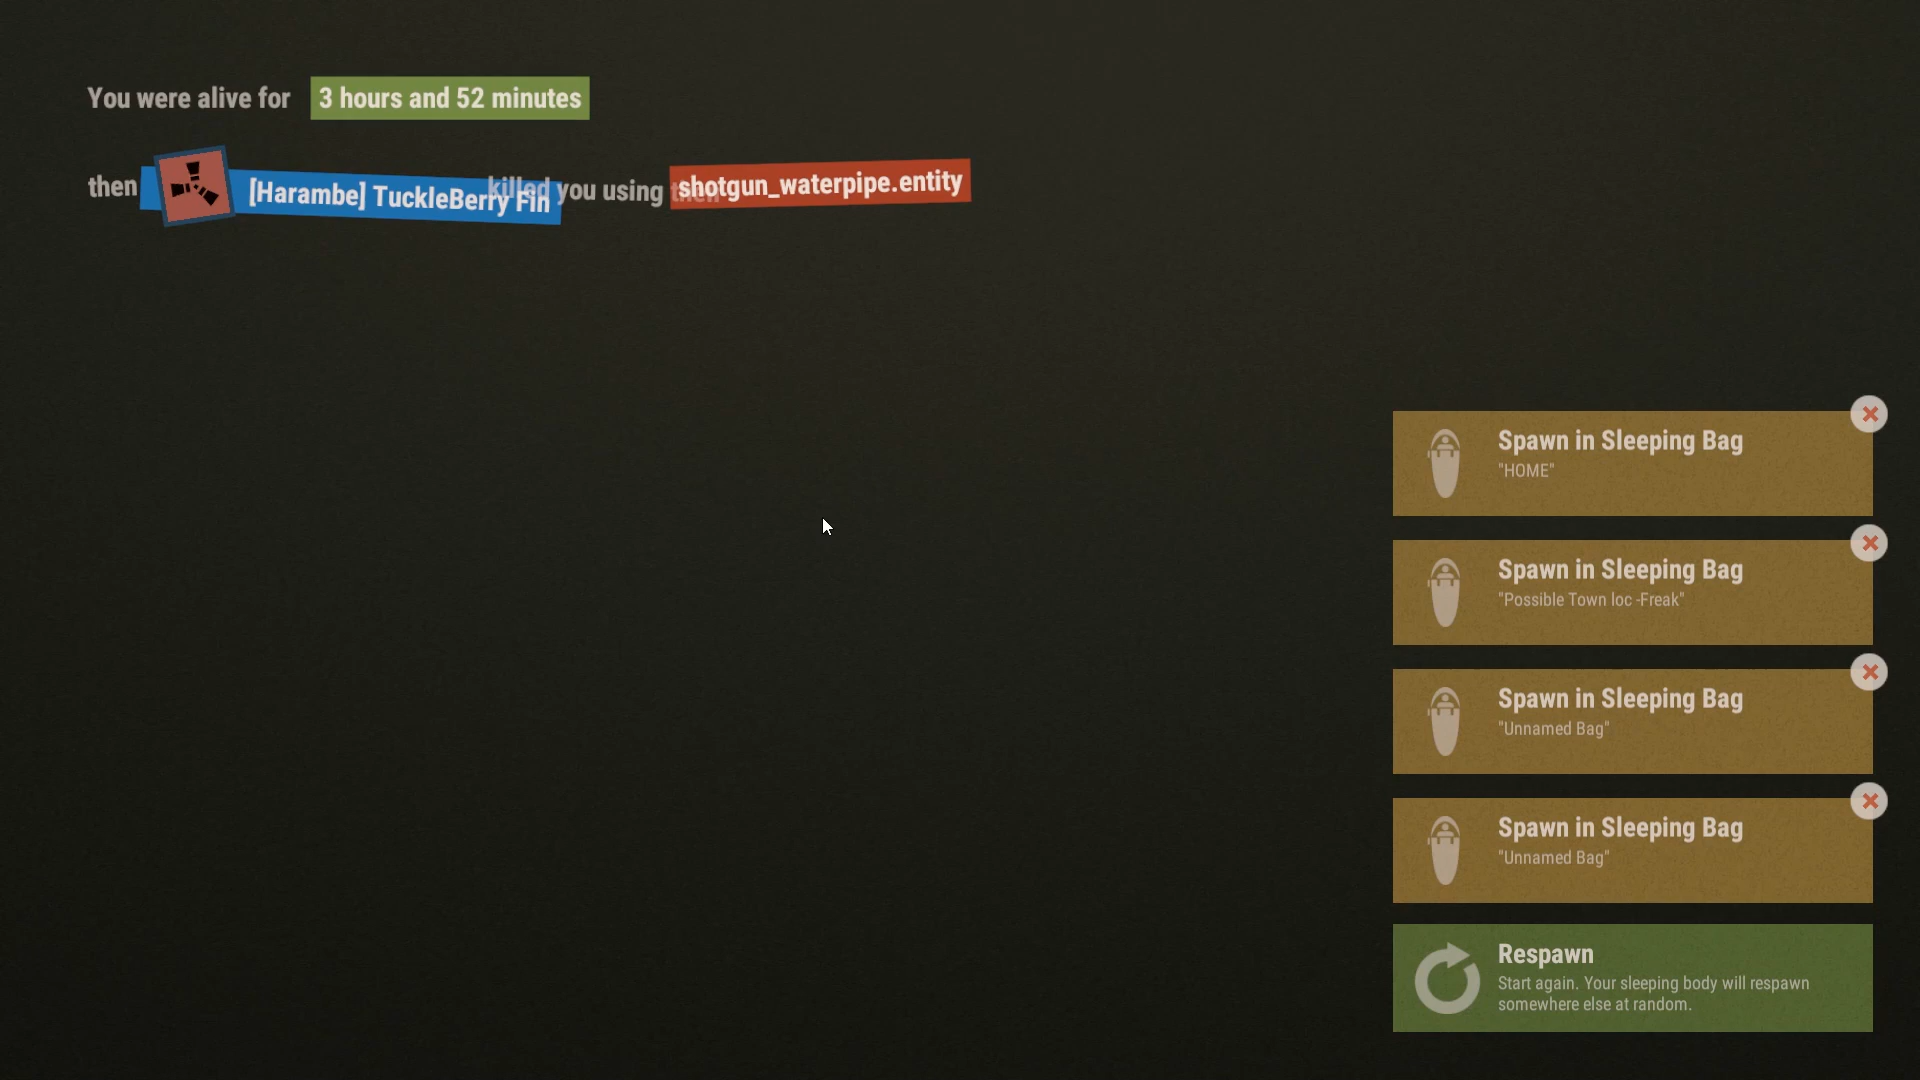 You were alive for 3 hours and 52 minutes
then [Harambe] TuckleBerry Fin killed you using then shotgun_waterpipe.entity
Spawn in Sleeping Bag
"HOME"
Spawn in Sleeping Bag
"Possible Town loc -Freak"
Spawn in Sleeping Bag
"Unnamed Bag"
Spawn in Sleeping Bag
"Unnamed Bag"
Respawn
Start again. Your sleeping body will respawn
somewhere else at random.